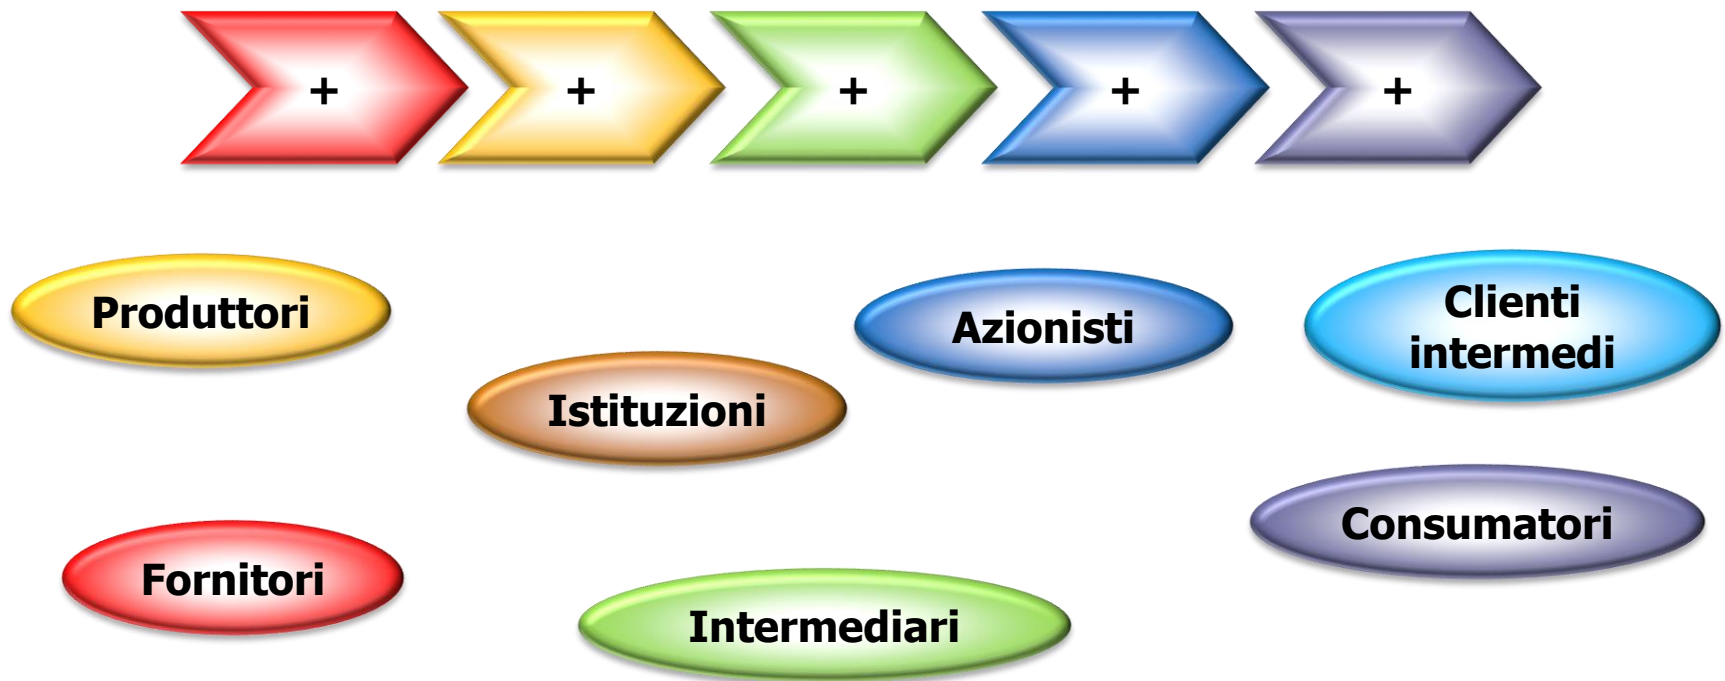 + + + + +
Produttori
Azionisti
Clienti
intermedi
Istituzioni
Consumatori
Fornitori
Intermediari